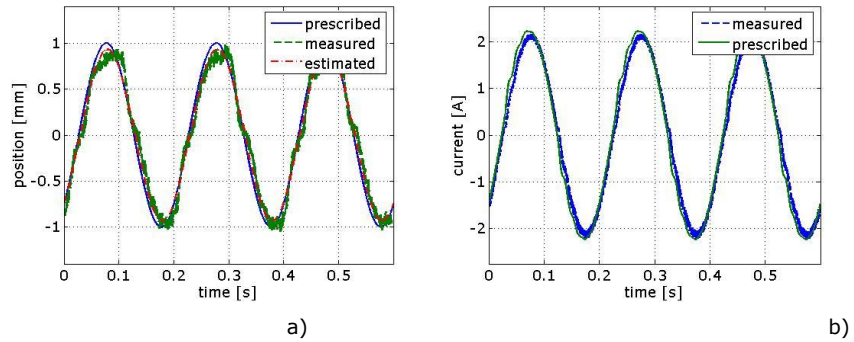 prescribed
measured
estimated
1
0.5
0
-0.5
-1
position [mm]
0 0.1 0.2 0.3 0.4 0.5
time [s]
a)
measured
prescribed
2
1
0
-1
-2
current [A]
0 0.1 0.2 0.3 0.4 0.5
time [s]
b)